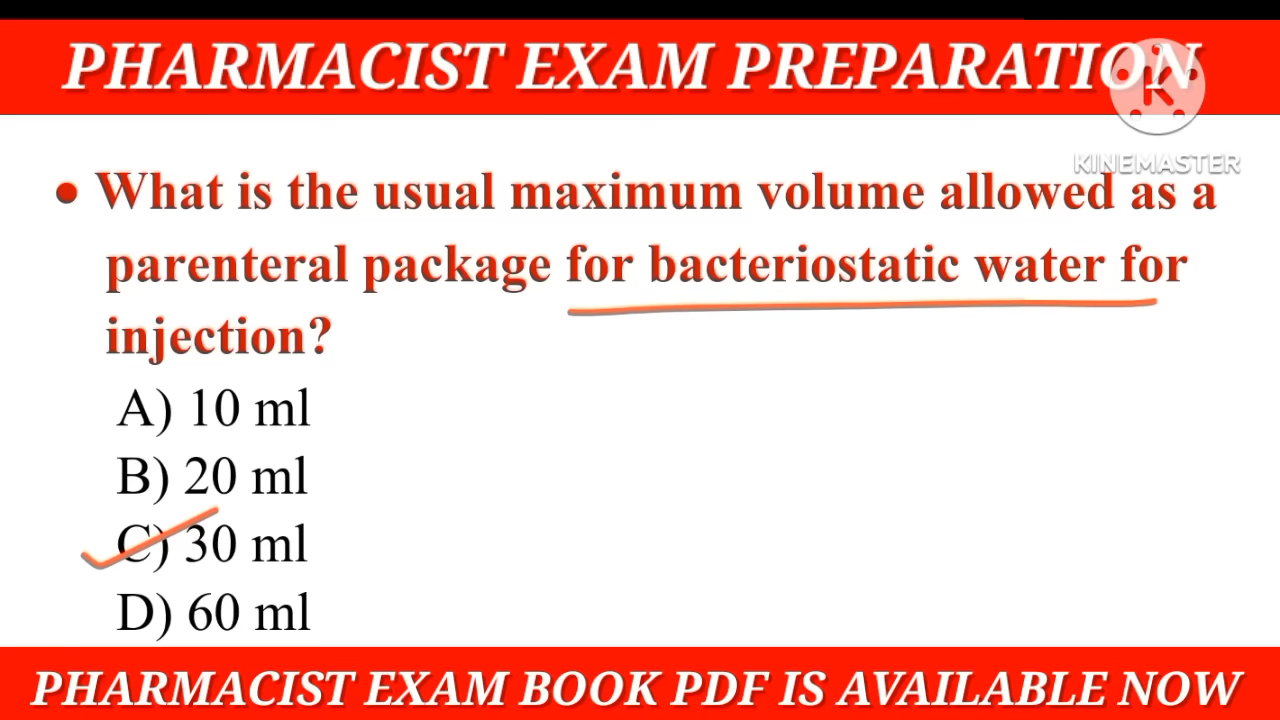 PHARMACIST EXAM PREPARATION
K
KINEMASTER
• What is the usual maximum volume allowed as a
parenteral package for bacteriostatic water for
injection?
A) 10 ml
B) 20 ml
C) 30 ml
D) 60 ml
PHARMACIST EXAM BOOK PDF IS AVAILABLE NOW